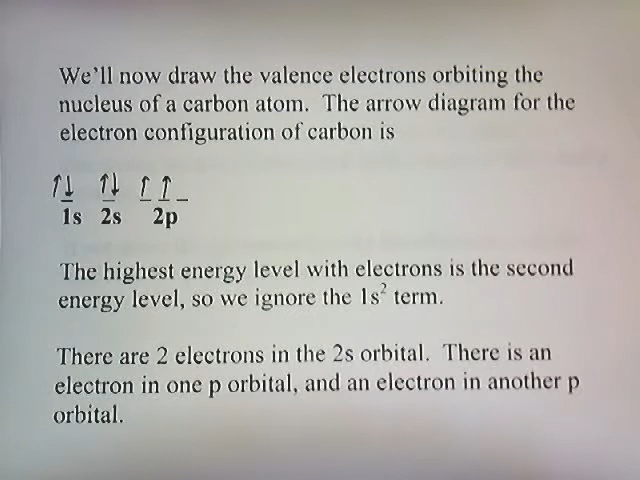 We'll now draw the valence electrons orbiting the
nucleus of a carbon atom. The arrow diagram for the
electron configuration of carbon is
↑↓ ↑↓ ↑ ↑ _
1s 2s 2p
The highest energy level with electrons is the second
energy level, so we ignore the 1s² term.
There are 2 electrons in the 2s orbital. There is an
electron in one p orbital, and an electron in another p
orbital.